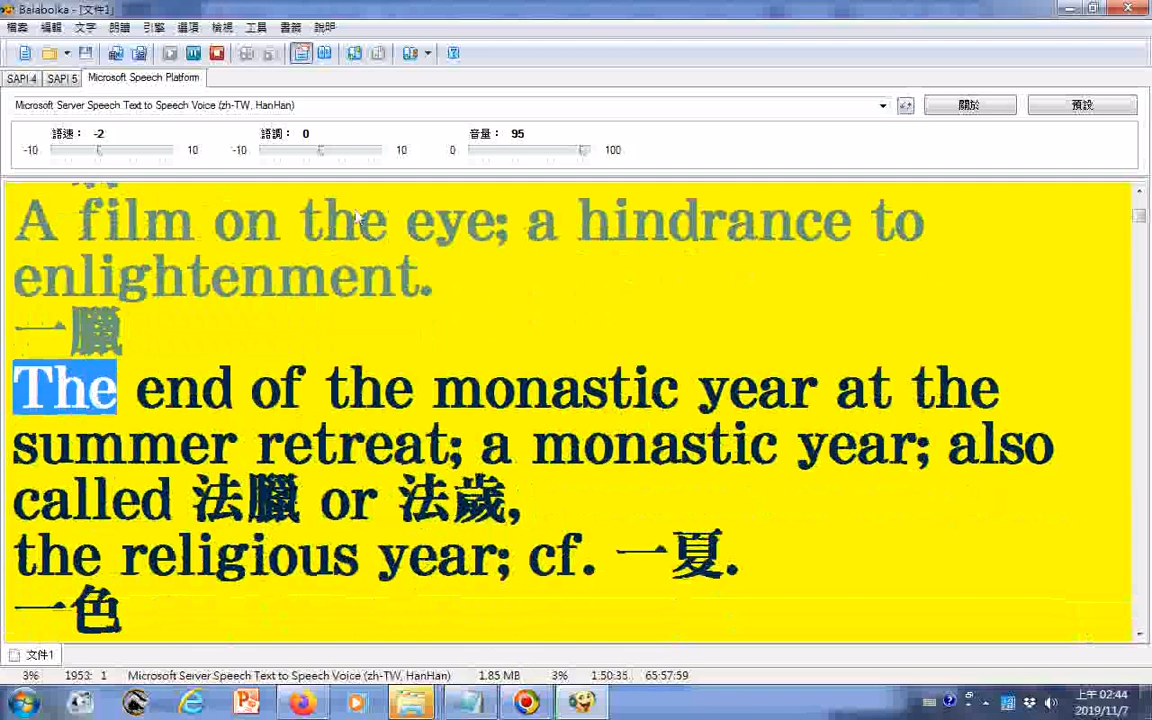 Balabolka - [文件1]
檔案 編輯 文字 朗讀 引擎 選項 檢視 工具 書籤 說明
SAPI 4 SAPI 5 Microsoft Speech Platform
Microsoft Server Speech Text to Speech Voice (zh-TW, HanHan) 關於 預設
語速: -2 語調: 0 音量: 95
-10 10 -10 10 0 100
A film on the eye; a hindrance to
enlightenment.
一臘
The end of the monastic year at the
summer retreat; a monastic year; also
called 法臘 or 法歲,
the religious year; cf. 一夏.
一色
文件1
3% 1953: 1 Microsoft Server Speech Text to Speech Voice (zh-TW, HanHan) 1.85 MB 3% 1:50:35 65:57:59
上午 02:44
2019/11/7